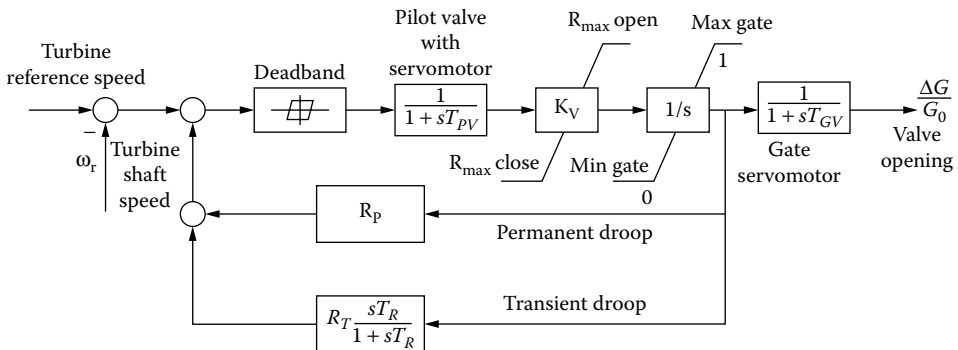 Turbine
reference speed
−
ω_r
Turbine
shaft
speed
Deadband
Pilot valve
with
servomotor
1
1 + sT_PV
R_max open
K_V
R_max close
Max gate
1
1/s
Min gate
0
1
1 + sT_GV
Gate
servomotor
ΔG
G_0
Valve
opening
R_P
Permanent droop
R_T sT_R
1 + sT_R
Transient droop